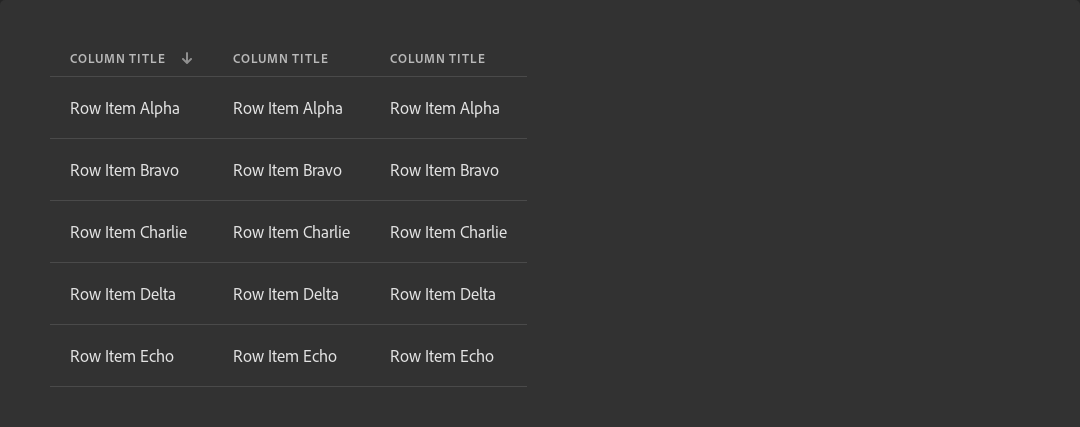 COLUMN TITLE COLUMN TITLE COLUMN TITLE
Row Item Alpha Row Item Alpha Row Item Alpha
Row Item Bravo Row Item Bravo Row Item Bravo
Row Item Charlie Row Item Charlie Row Item Charlie
Row Item Delta Row Item Delta Row Item Delta
Row Item Echo Row Item Echo Row Item Echo